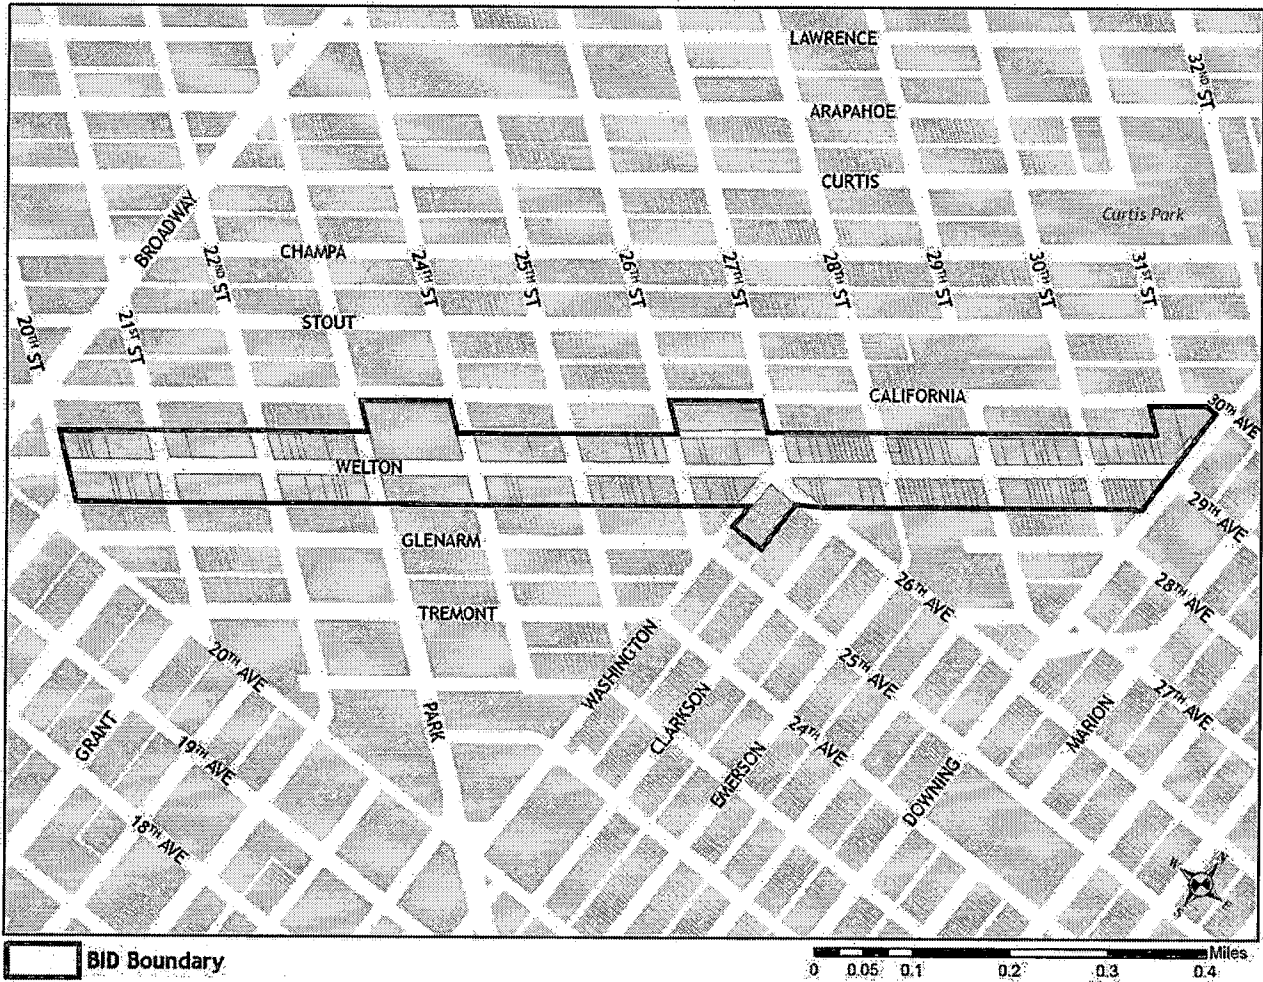 LAWRENCE
32ND ST
ARAPAHOE
CURTIS
Curtis Park
BROADWAY
CHAMPA
22ND ST
24TH ST
25TH ST
26TH ST
27TH ST
28TH ST
29TH ST
30TH ST
31ST ST
20TH ST
21ST ST
STOUT
CALIFORNIA
30TH AVE
WELTON
29TH AVE
GLENARM
26TH AVE
28TH AVE
TREMONT
20TH AVE
WASHINGTON
25TH AVE
27TH AVE
GRANT
19TH AVE
PARK
CLARKSON
24TH AVE
MARION
EMERSON
DOWNING
18TH AVE
N
W
E
S
BID Boundary
Miles
0 0.05 0.1 0.2 0.3 0.4